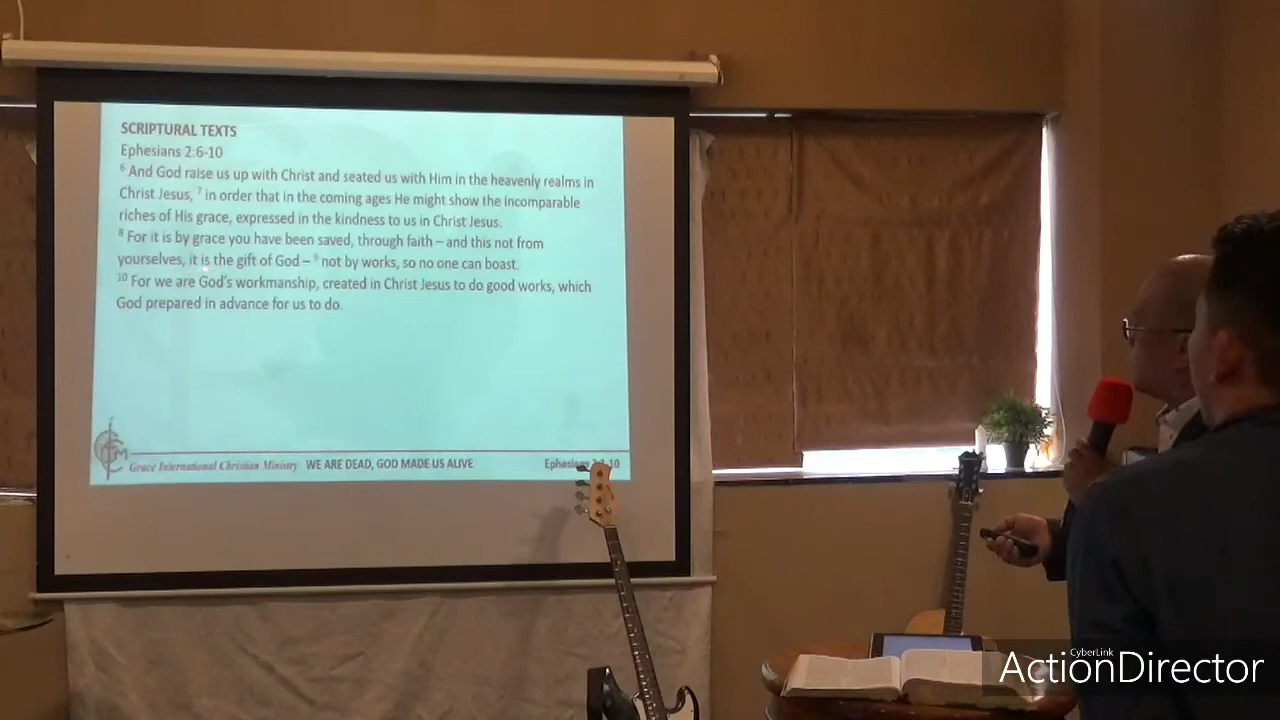 SCRIPTURAL TEXTS
Ephesians 2:6-10
⁶ And God raise us up with Christ and seated us with Him in the heavenly realms in
Christ Jesus, ⁷ in order that in the coming ages He might show the incomparable
riches of His grace, expressed in the kindness to us in Christ Jesus.
⁸ For it is by grace you have been saved, through faith – and this not from
yourselves, it is the gift of God – ⁹ not by works, so no one can boast.
¹⁰ For we are God's workmanship, created in Christ Jesus to do good works, which
God prepared in advance for us to do.
Grace International Christian Ministry WE ARE DEAD, GOD MADE US ALIVE Ephesians 2:1-10
CyberLink
ActionDirector